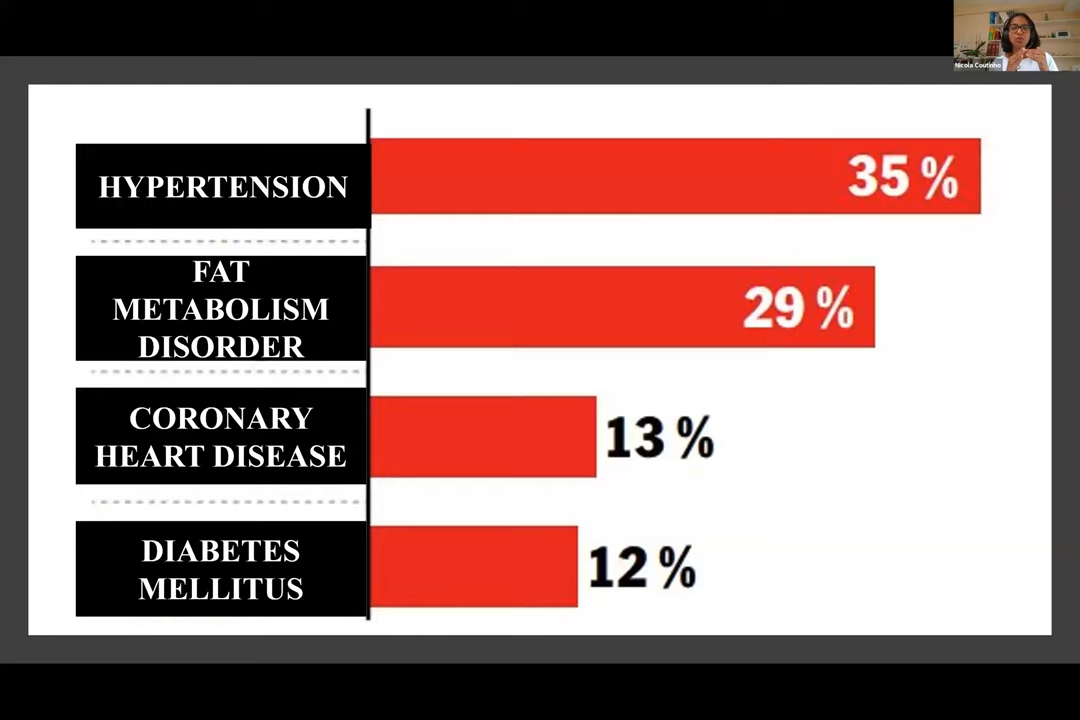 Nicola Coutinho
HYPERTENSION
35 %
FAT
METABOLISM
DISORDER
29 %
CORONARY
HEART DISEASE
13 %
DIABETES
MELLITUS
12 %